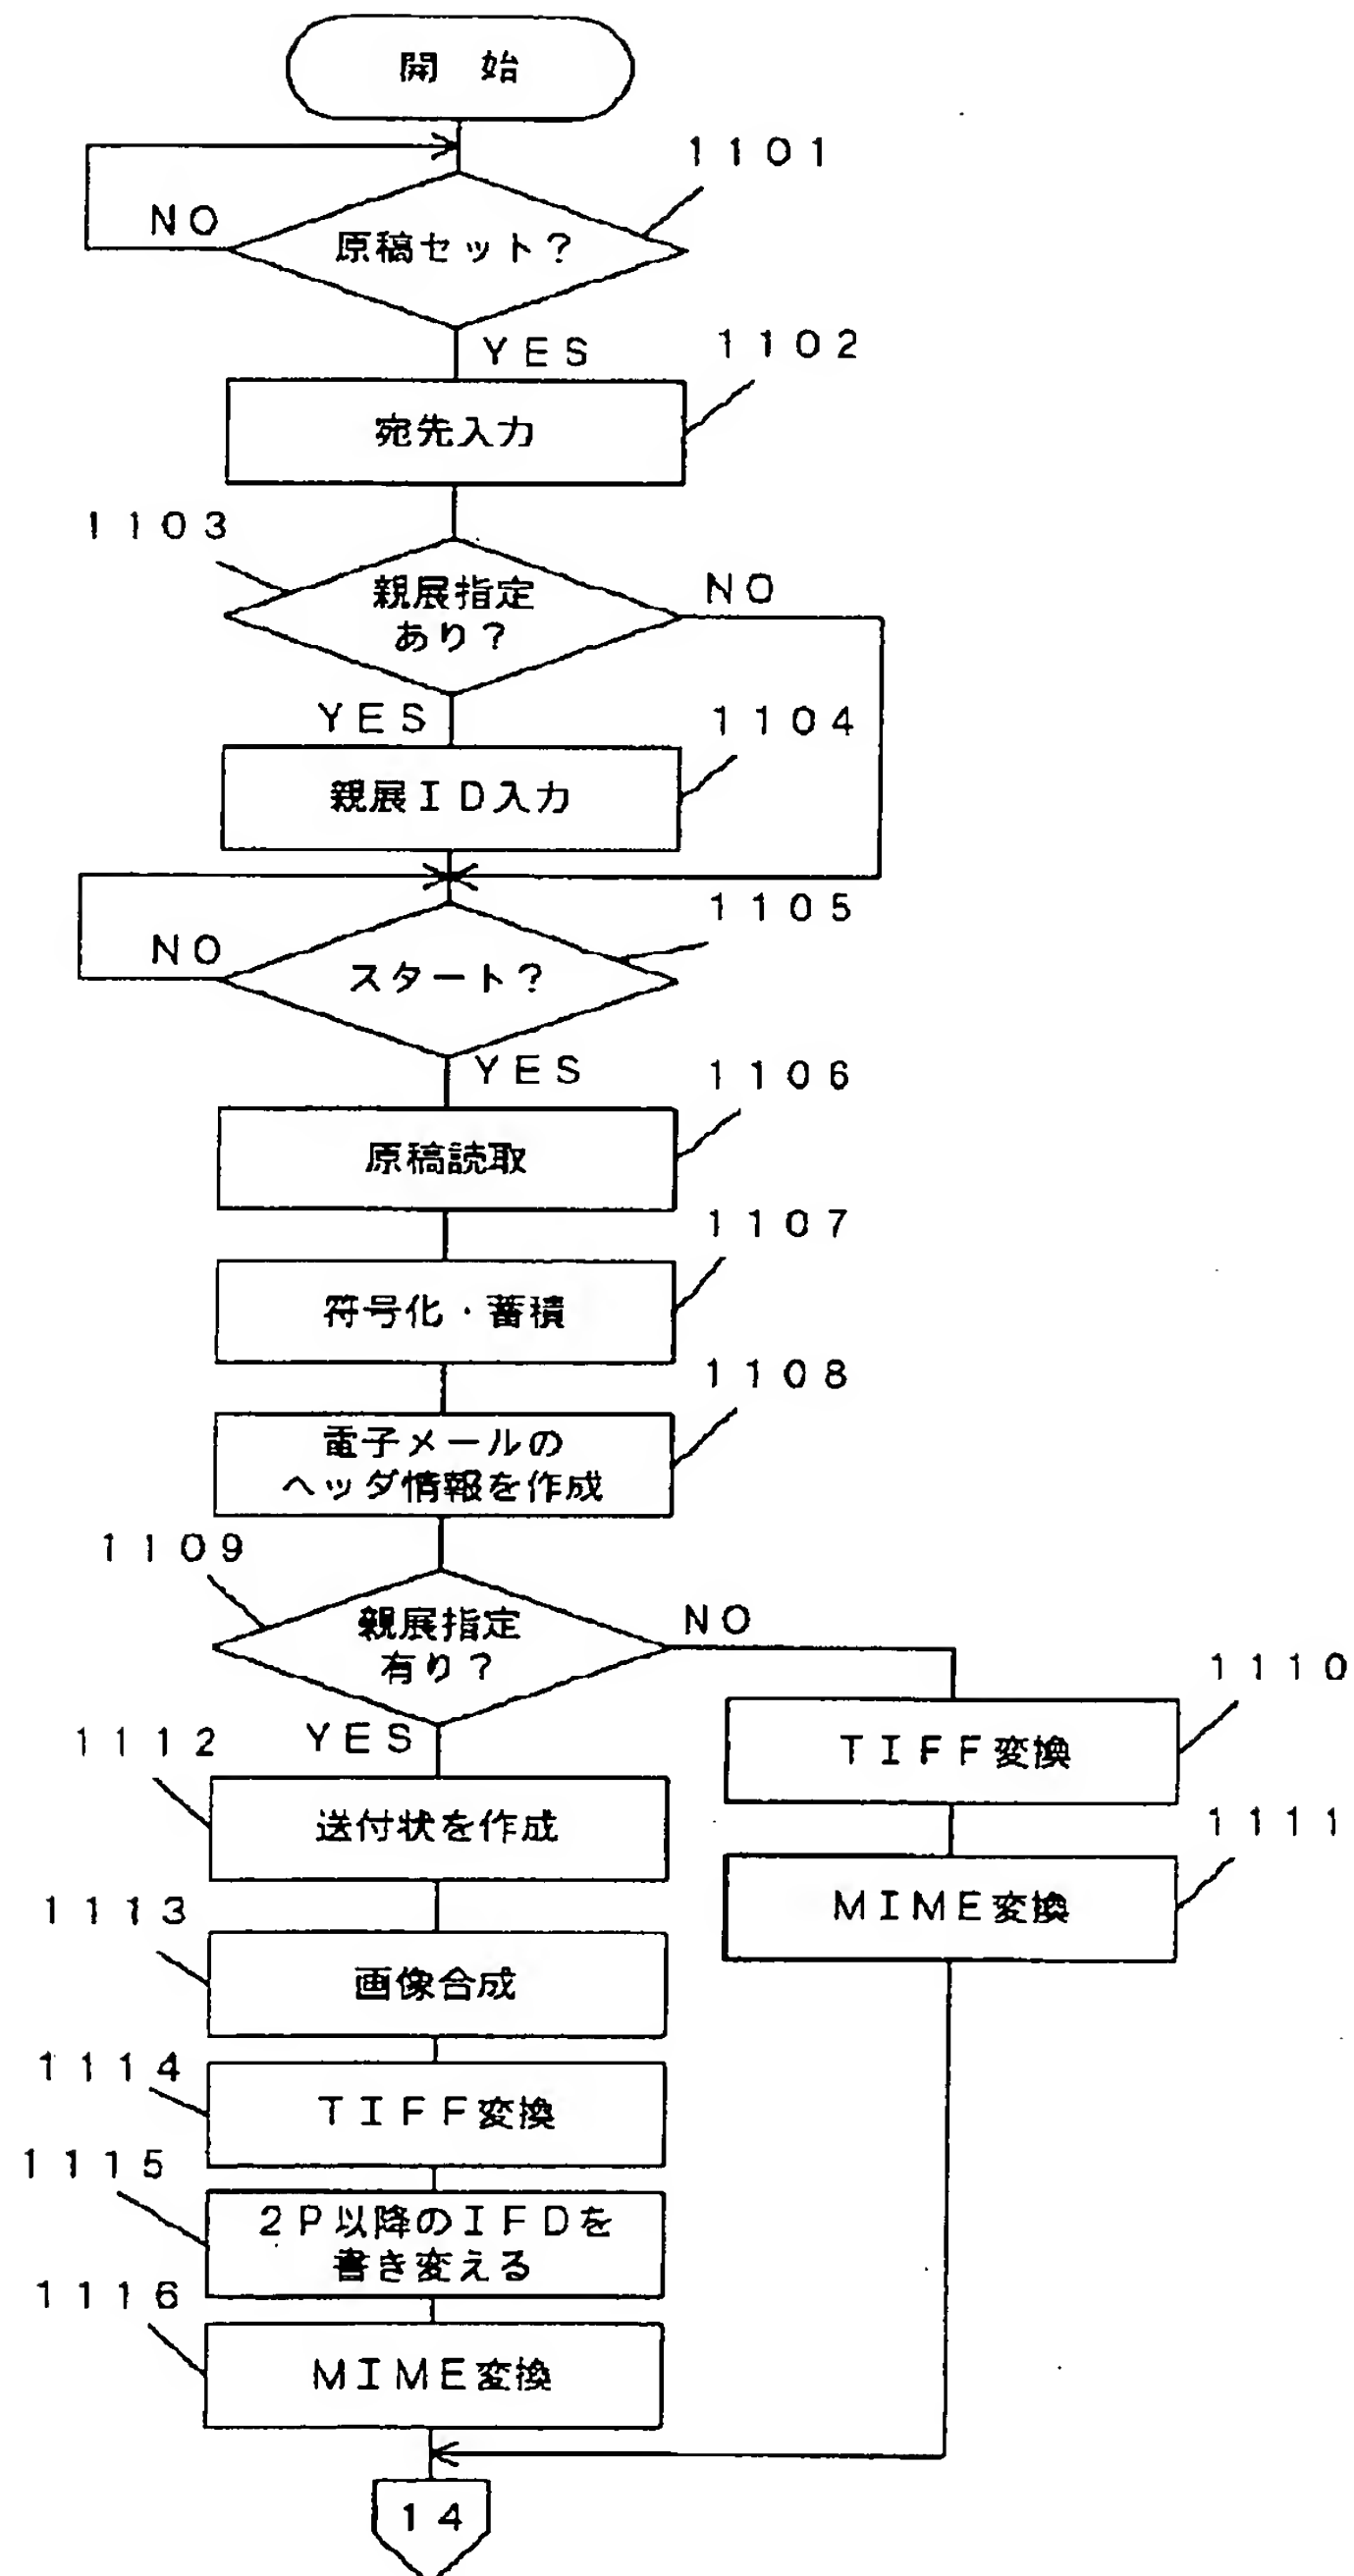 開 始
1101
NO
原稿セット?
YES
1102
宛先入力
1103
親展指定
あり?
NO
YES
1104
親展ID入力
1105
NO
スタート?
YES
1106
原稿読取
1107
符号化・蓄積
1108
電子メールの
ヘッダ情報を作成
1109
親展指定
有り?
NO
1110
YES
TIFF変換
1112
送付状を作成
1111
MIME変換
1113
画像合成
1114
TIFF変換
1115
2P以降のIFDを
書き変える
1116
MIME変換
14